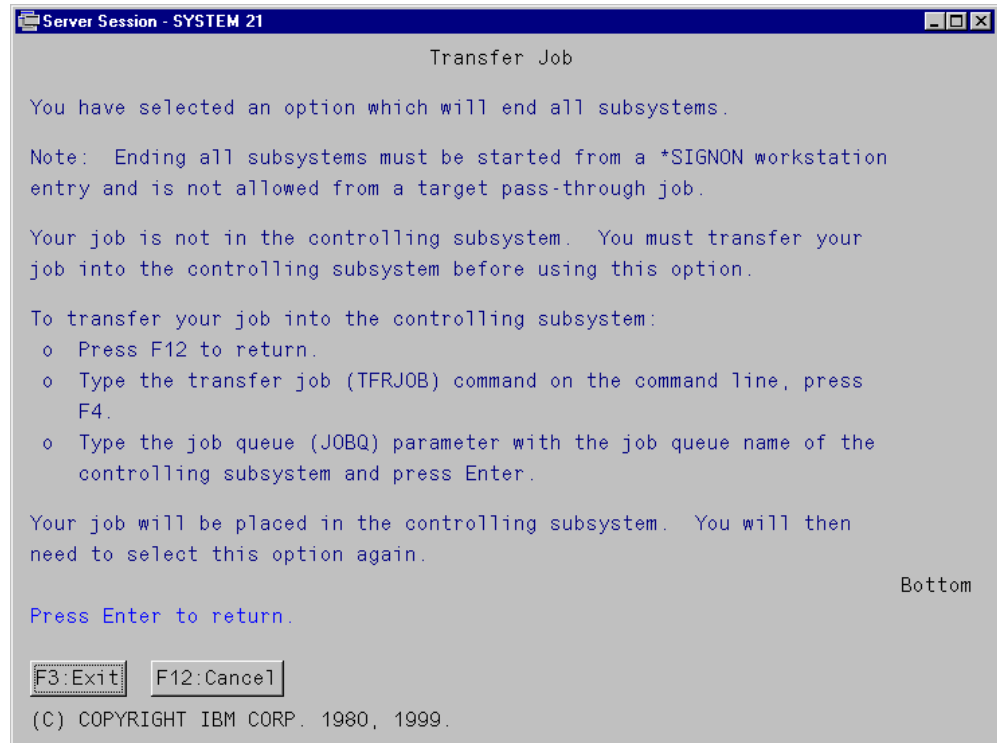 Server Session - SYSTEM 21
Transfer Job
You have selected an option which will end all subsystems.
Note:  Ending all subsystems must be started from a *SIGNON workstation
entry and is not allowed from a target pass-through job.
Your job is not in the controlling subsystem.  You must transfer your
job into the controlling subsystem before using this option.
To transfer your job into the controlling subsystem:
o  Press F12 to return.
o  Type the transfer job (TFRJOB) command on the command line, press
F4.
o  Type the job queue (JOBQ) parameter with the job queue name of the
controlling subsystem and press Enter.
Your job will be placed in the controlling subsystem.  You will then
need to select this option again.
Bottom
Press Enter to return.
F3:Exit F12:Cancel
(C) COPYRIGHT IBM CORP. 1980, 1999.